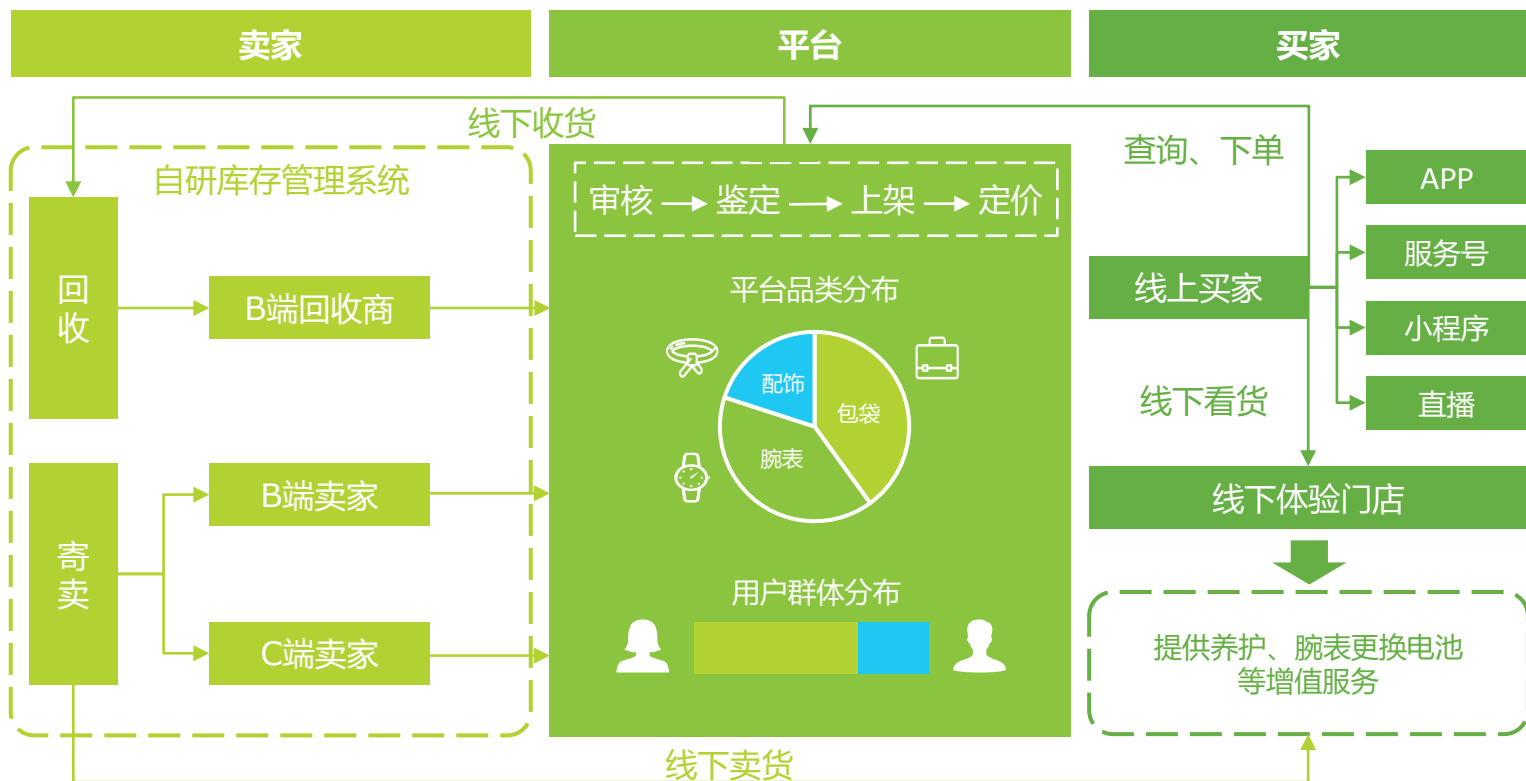 卖家
平台
买家
线下收货
查询、下单
自研库存管理系统
审核
鉴定
上架
定价
APP
服务号
小程序
直播
回
收
B端回收商
平台品类分布
配饰
包袋
腕表
线上买家
线下看货
寄
卖
B端卖家
C端卖家
线下体验门店
用户群体分布
提供养护、腕表更换电池
等增值服务
线下卖货